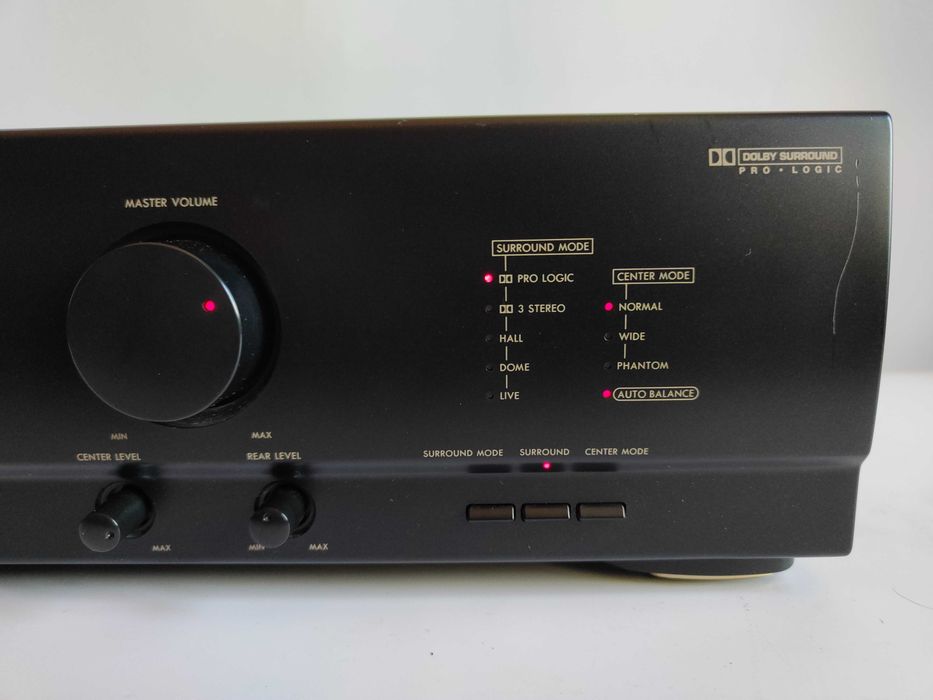 DOLBY SURROUND
PRO • LOGIC
MASTER VOLUME
SURROUND MODE
PRO LOGIC
3 STEREO
HALL
DOME
LIVE
CENTER MODE
NORMAL
WIDE
PHANTOM
AUTO BALANCE
MIN MAX
CENTER LEVEL REAR LEVEL
MAX MIN MAX
SURROUND MODE SURROUND CENTER MODE